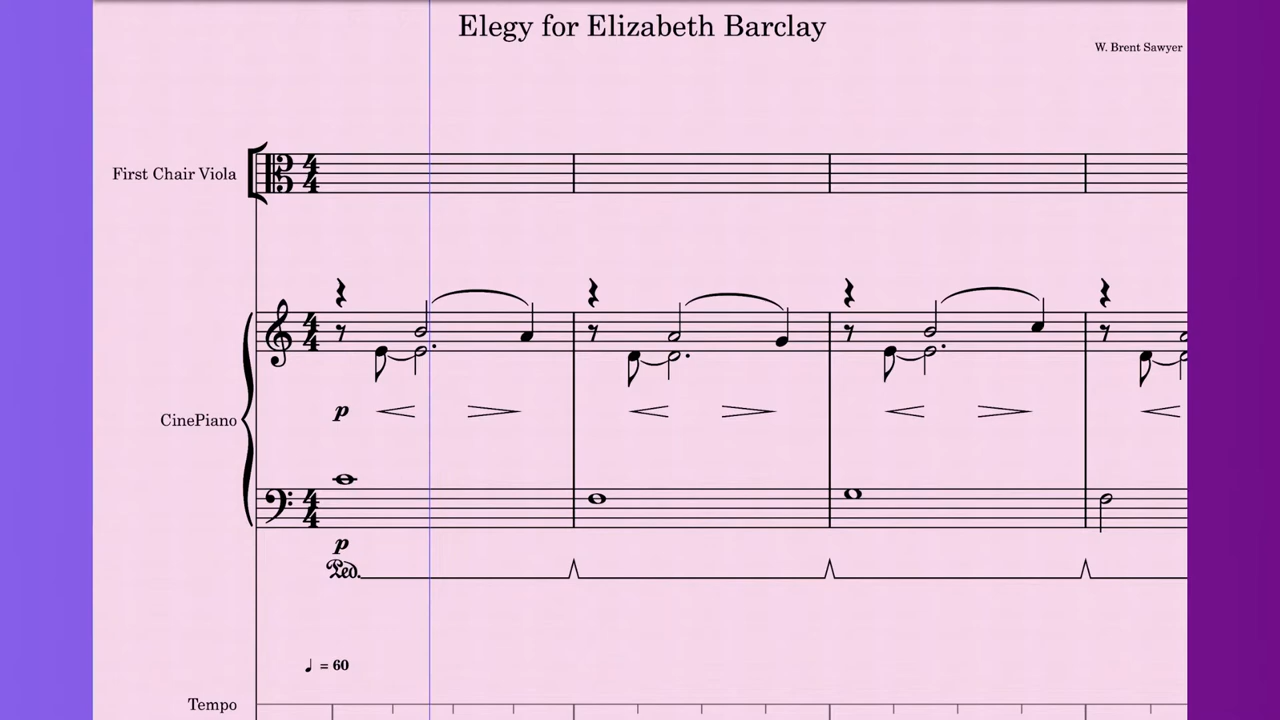 Elegy for Elizabeth Barclay
W. Brent Sawyer
First Chair Viola
CinePiano
p
p
Ped.
♩ = 60
Tempo